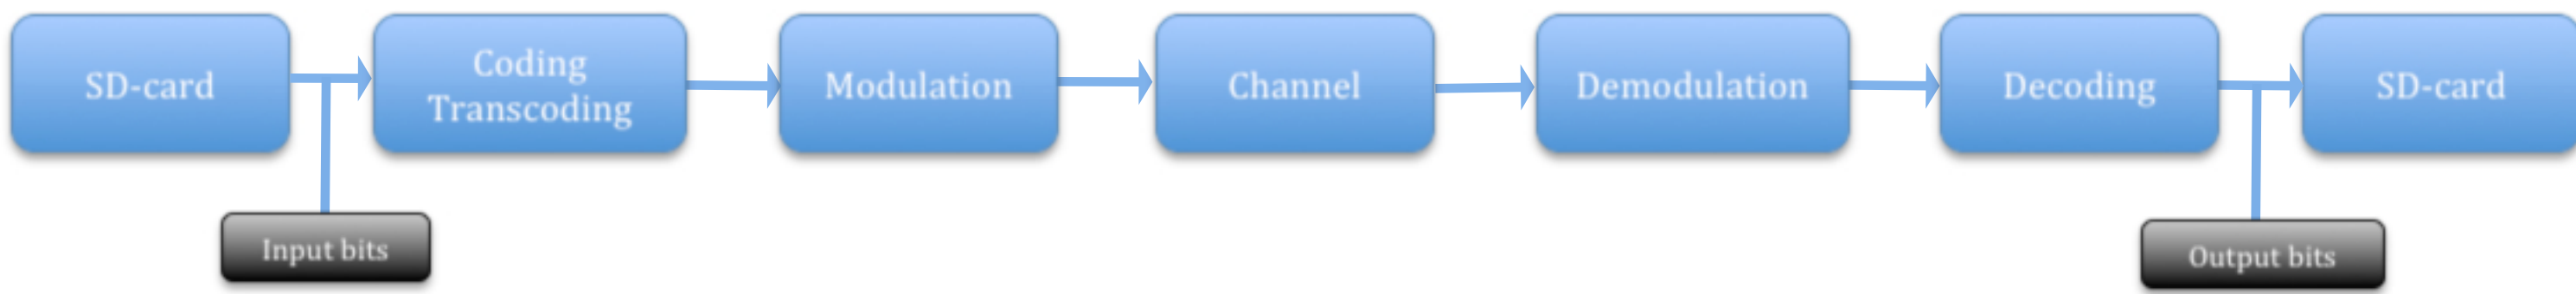 SD-card
Coding
Transcoding
Modulation
Channel
Demodulation
Decoding
SD-card
Input bits
Output bits